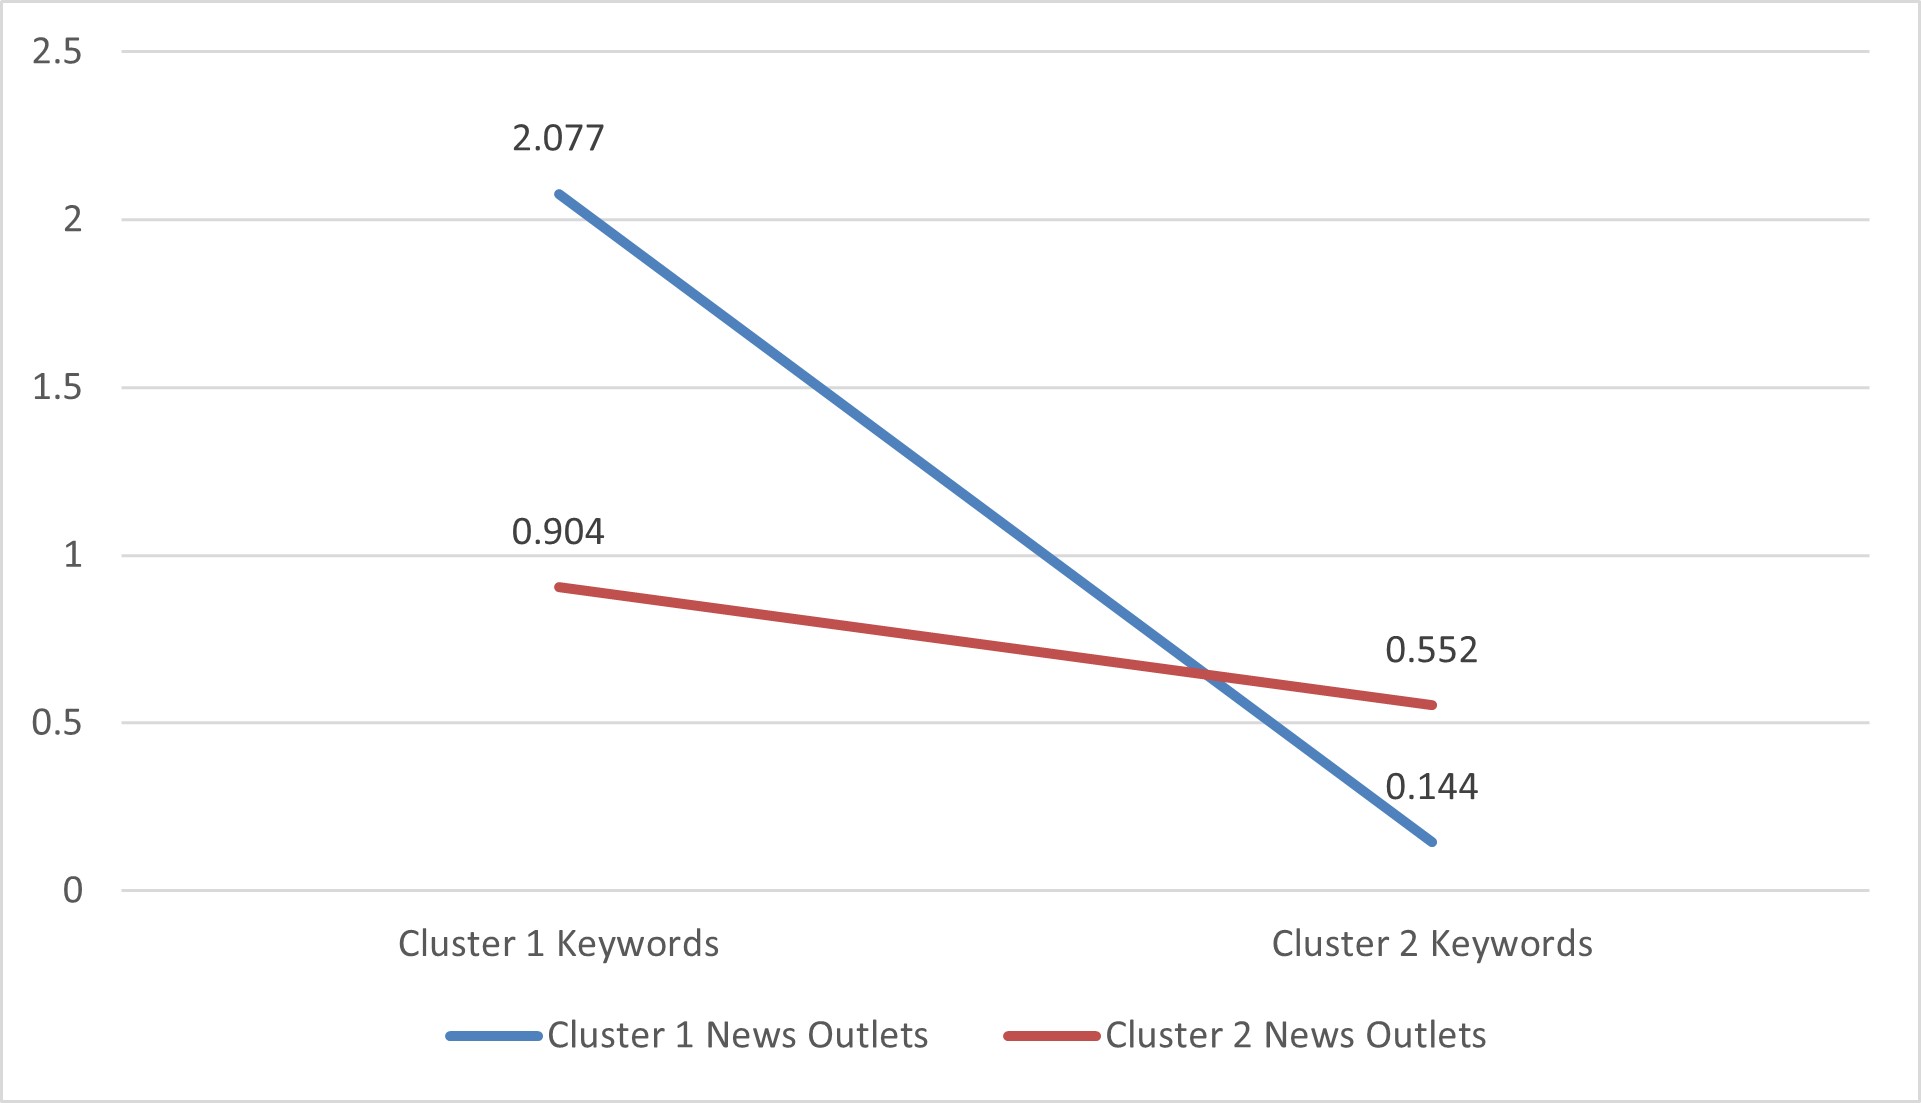 2.5
2.077
2
1.5
0.904
1
0.552
0.5
0.144
0
Cluster 1 Keywords
Cluster 2 Keywords
Cluster 1 News Outlets
Cluster 2 News Outlets